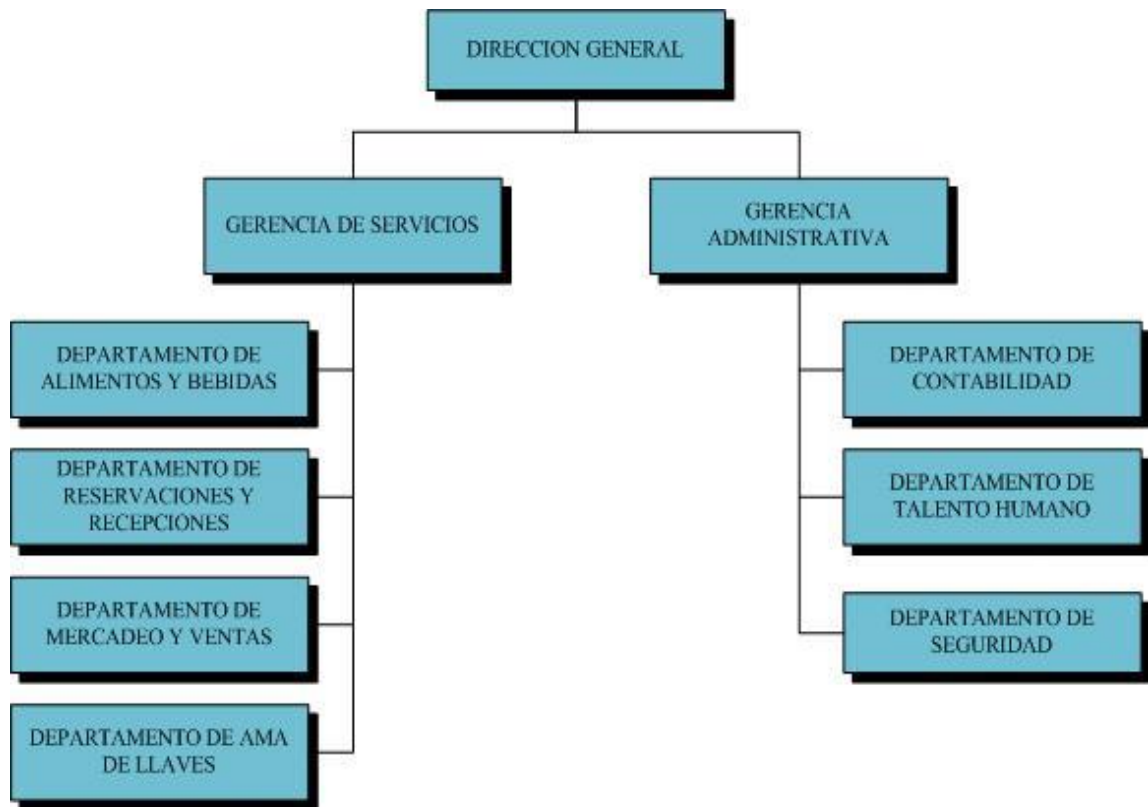 DIRECCION GENERAL
GERENCIA DE SERVICIOS
GERENCIA
ADMINISTRATIVA
DEPARTAMENTO DE
ALIMENTOS Y BEBIDAS
DEPARTAMENTO DE
RESERVACIONES Y
RECEPCIONES
DEPARTAMENTO DE
MERCADEO Y VENTAS
DEPARTAMENTO DE AMA
DE LLAVES
DEPARTAMENTO DE
CONTABILIDAD
DEPARTAMENTO DE
TALENTO HUMANO
DEPARTAMENTO DE
SEGURIDAD